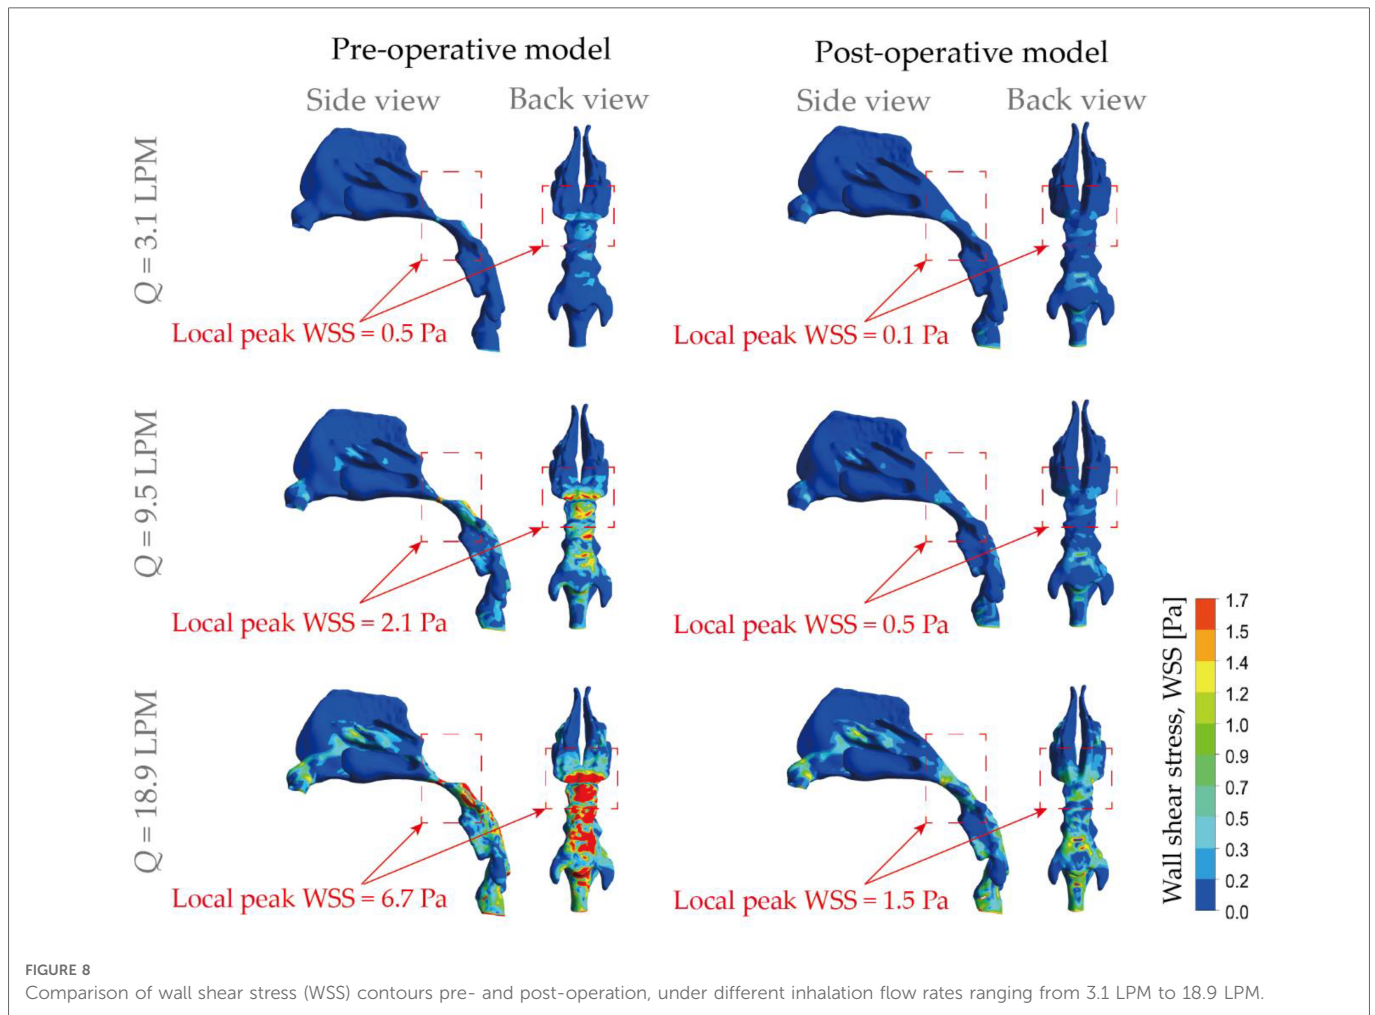 Pre-operative model
Post-operative model
Side view
Back view
Side view
Back view
Q = 3.1 LPM
Local peak WSS = 0.5 Pa
Local peak WSS = 0.1 Pa
Q = 9.5 LPM
Local peak WSS = 2.1 Pa
Local peak WSS = 0.5 Pa
Q = 18.9 LPM
Local peak WSS = 6.7 Pa
Local peak WSS = 1.5 Pa
Wall shear stress, WSS [Pa]
1.7
1.5
1.4
1.2
1.0
0.9
0.7
0.5
0.3
0.2
0.0
FIGURE 8
Comparison of wall shear stress (WSS) contours pre- and post-operation, under different inhalation flow rates ranging from 3.1 LPM to 18.9 LPM.